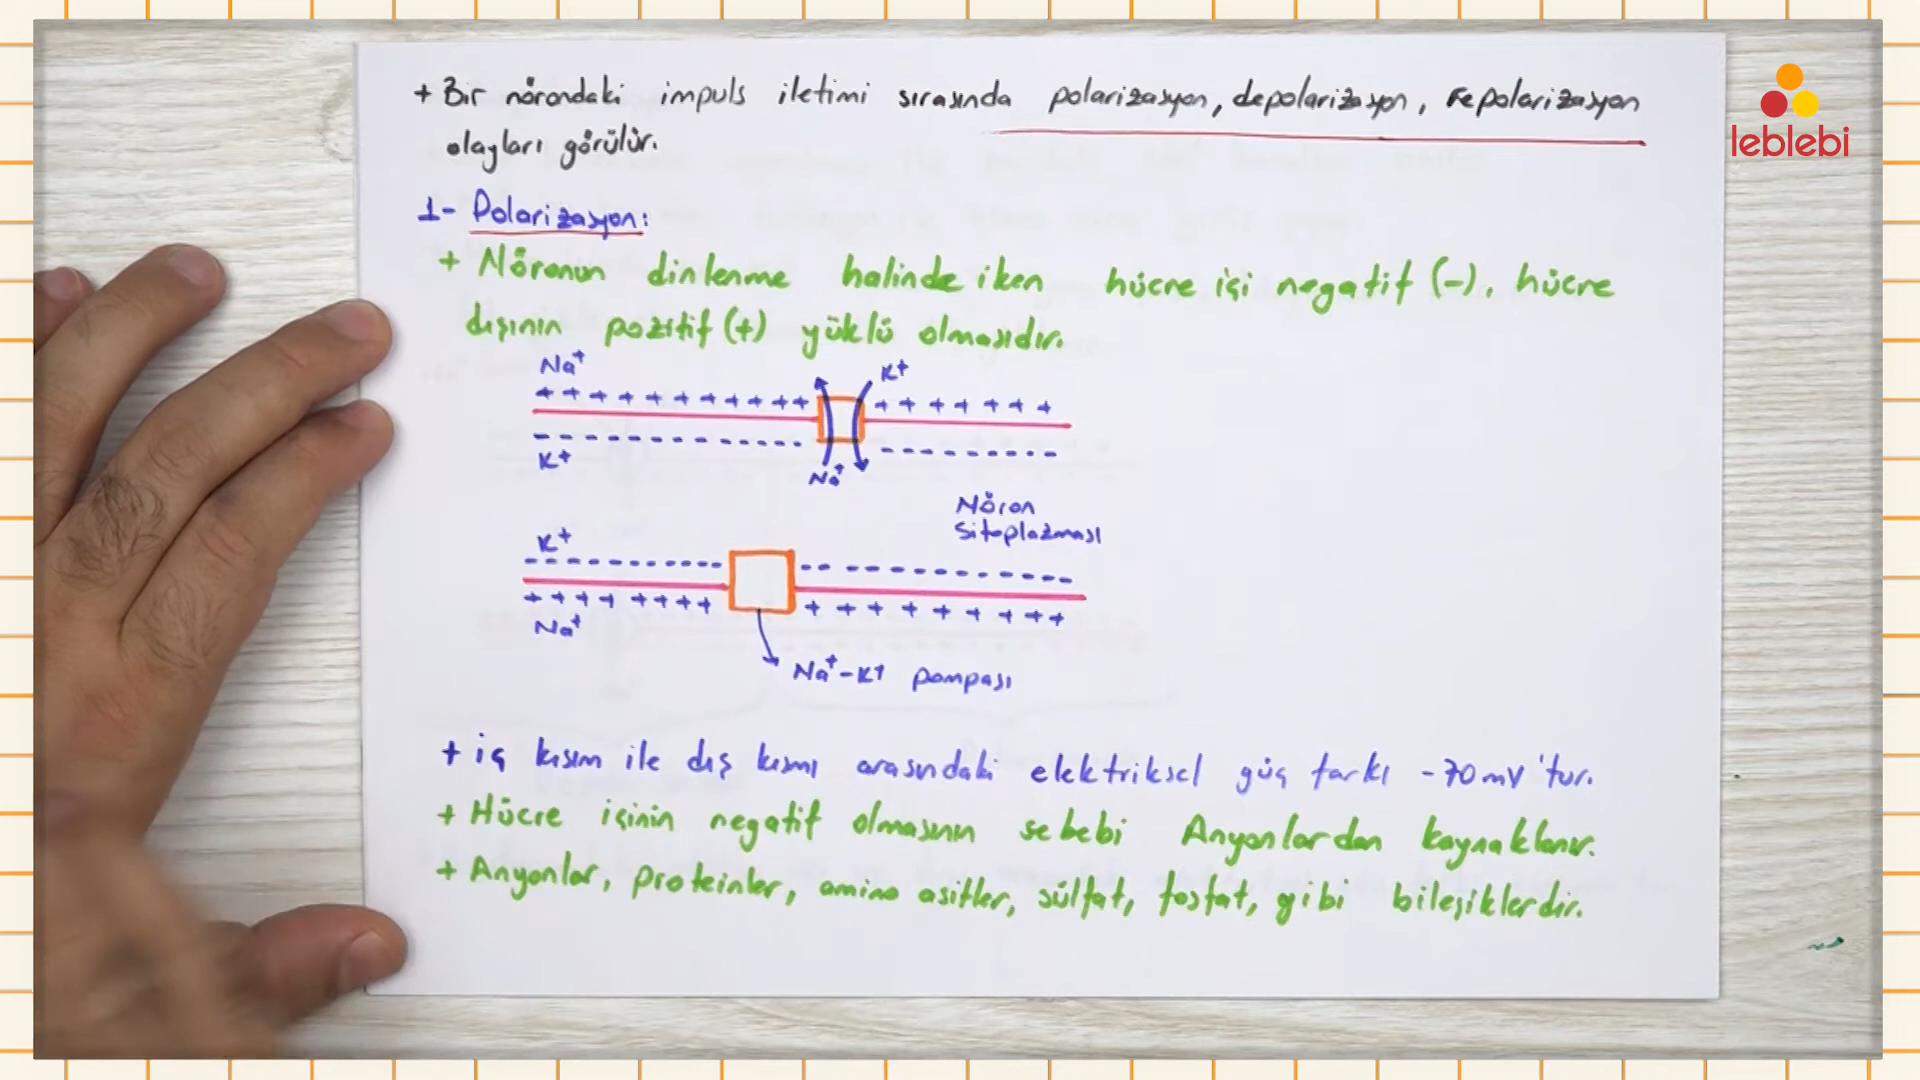 + Bir nörondaki impuls iletimi sırasında polarizasyon, depolarizasyon, repolarizasyon
olayları görülür.
leblebi
1- Polarizasyon:
+ Nöronun dinlenme halinde iken hücre içi negatif (-), hücre
dışının pozitif (+) yüklü olmasıdır.
Na+ K+
+ + + + + + + + + + + + + + + + +
- - - - - - - - - - - - - - - - - - -
K+ Na+
Nöron
Sitoplazması
K+
- - - - - - - - - - - - - - - - - - -
+ + + + + + + + + + + + + + + + +
Na+
Na+-K+ pompası
+ iç kısım ile dış kısmı arasındaki elektriksel güç farkı -70mV'tur.
+ Hücre içinin negatif olmasının sebebi Anyonlardan kaynaklanır.
+ Anyonlar, proteinler, amino asitler, sülfat, fosfat, gibi bileşiklerdir.